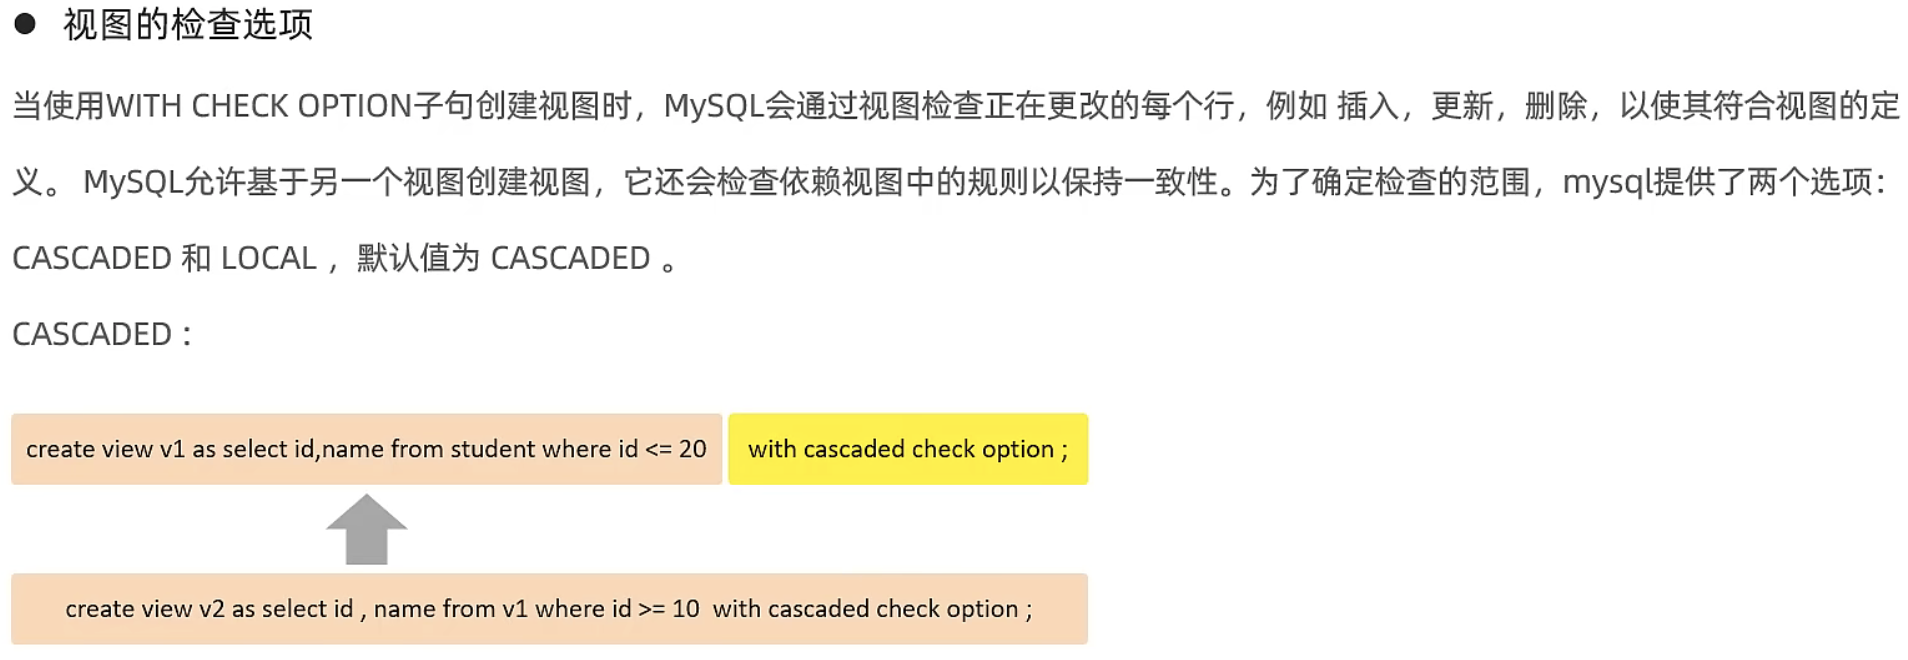 ● 视图的检查选项
当使用WITH CHECK OPTION子句创建视图时，MySQL会通过视图检查正在更改的每个行，例如 插入，更新，删除，以使其符合视图的定
义。 MySQL允许基于另一个视图创建视图，它还会检查依赖视图中的规则以保持一致性。为了确定检查的范围，mysql提供了两个选项：
CASCADED 和 LOCAL ，默认值为 CASCADED 。
CASCADED：
create view v1 as select id,name from student where id <= 20 with cascaded check option ;
create view v2 as select id , name from v1 where id >= 10 with cascaded check option ;